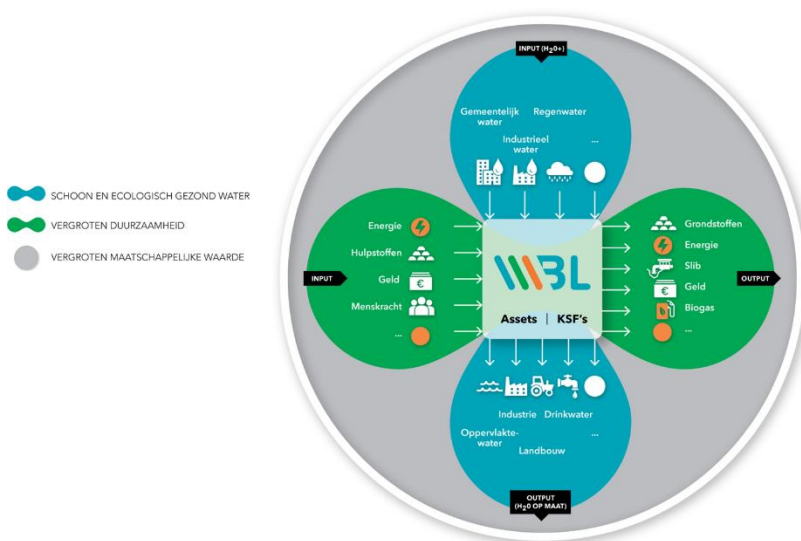 INPUT (H₂0+)
Gemeentelijk
water
Regenwater
Industrieel
water
...
SCHOON EN ECOLOGISCH GEZOND WATER
VERGROTEN DUURZAAMHEID
VERGROTEN MAATSCHAPPELIJKE WAARDE
INPUT
Energie
Hulpstoffen
Geld
€
Menskracht
...
WBL
Assets | KSF's
Grondstoffen
Energie
Slib
Geld
€
Biogas
...
OUTPUT
Industrie
Drinkwater
Oppervlakte-
water
...
Landbouw
OUTPUT
(H₂0 OP MAAT)